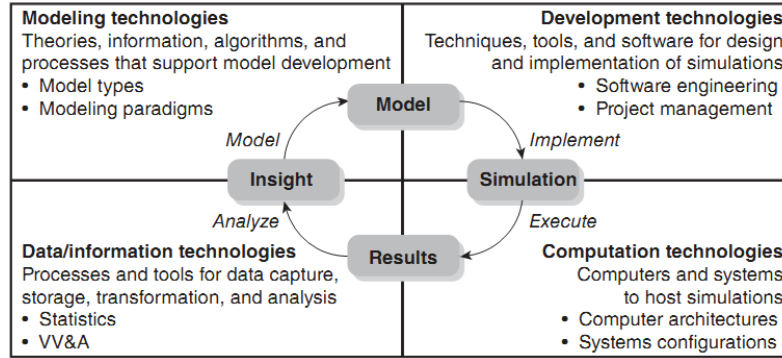 Modeling technologies
Theories, information, algorithms, and
processes that support model development
• Model types
• Modeling paradigms
Development technologies
Techniques, tools, and software for design
and implementation of simulations
• Software engineering
• Project management
Model
Model
Implement
Insight
Simulation
Analyze
Execute
Results
Data/information technologies
Processes and tools for data capture,
storage, transformation, and analysis
• Statistics
• VV&A
Computation technologies
Computers and systems
to host simulations
• Computer architectures
• Systems configurations